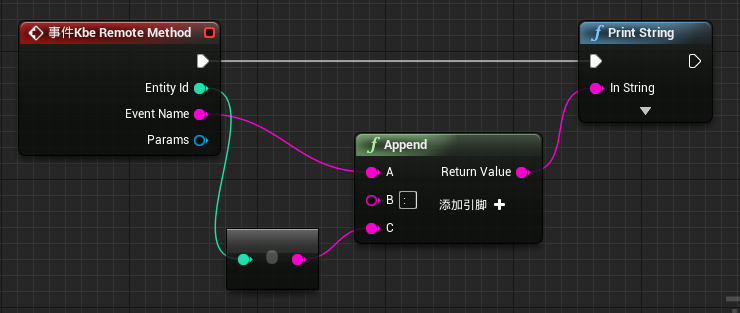 事件Kbe Remote Method
Entity Id
Event Name
Params
f Append
A
Return Value
B :
添加引脚
C
f Print String
In String